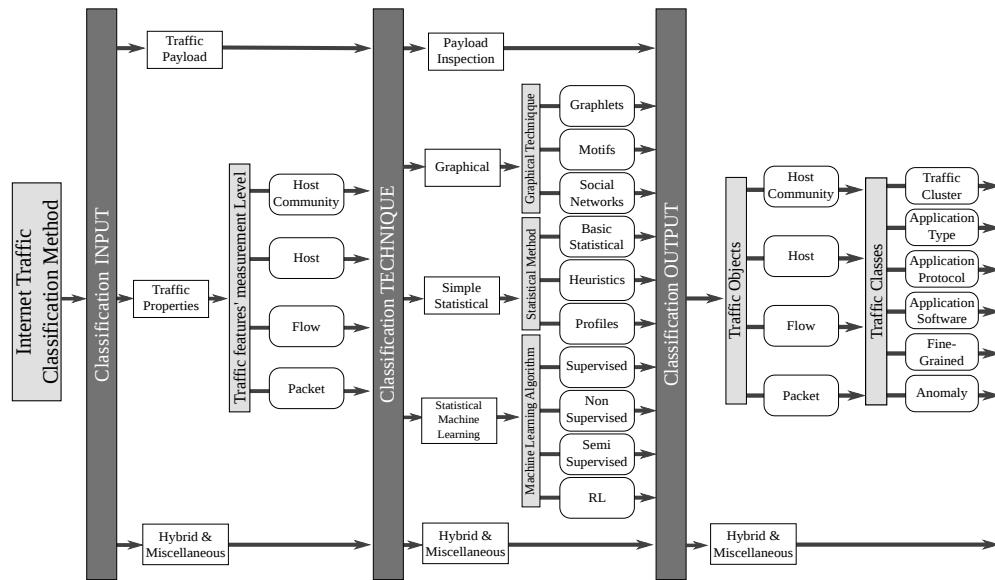 Internet Traffic
Classification Method
Classification INPUT
Traffic
Payload
Traffic
Properties
Hybrid &
Miscellaneous
Traffic features' measurement Level
Host
Community
Host
Flow
Packet
Classification TECHNIQUE
Payload
Inspection
Graphical
Simple
Statistical
Statistical
Machine
Learning
Hybrid &
Miscellaneous
Graphical Techniqque
Graphlets
Motifs
Social
Networks
Statistical Method
Basic
Statistical
Heuristics
Profiles
Machine Learning Algorithm
Supervised
Non
Supervised
Semi
Supervised
RL
Classification OUTPUT
Traffic Objects
Host
Community
Host
Flow
Packet
Hybrid &
Miscellaneous
Traffic Classes
Traffic
Cluster
Application
Type
Application
Protocol
Application
Software
Fine-
Grained
Anomaly